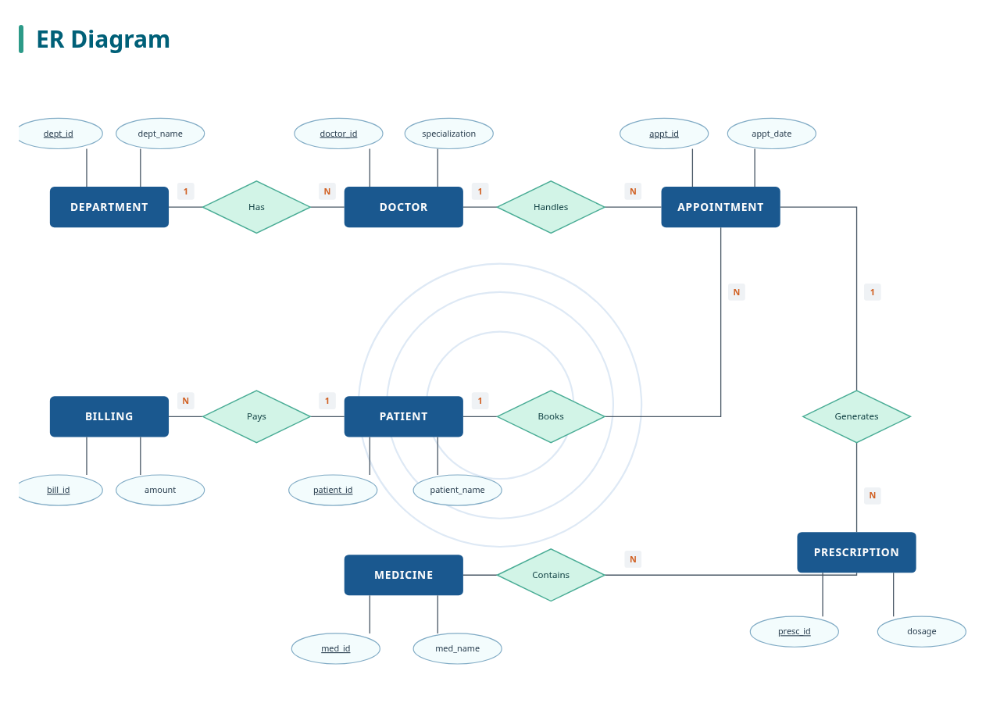 ER Diagram
dept_id
dept_name
doctor_id
specialization
appt_id
appt_date
1
N
1
N
DEPARTMENT
Has
DOCTOR
Handles
APPOINTMENT
N
1
N
1
1
BILLING
Pays
PATIENT
Books
Generates
bill_id
amount
patient_id
patient_name
N
PRESCRIPTION
N
MEDICINE
Contains
presc_id
dosage
med_id
med_name